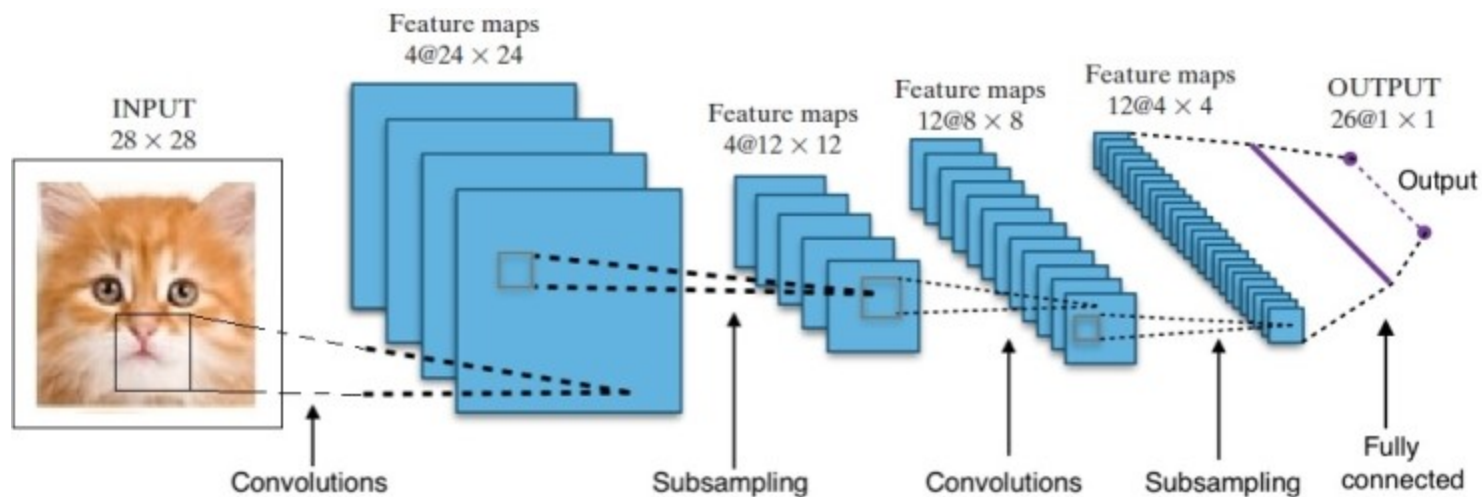 INPUT
28 × 28
Feature maps
4@24 × 24
Feature maps
4@12 × 12
Feature maps
12@8 × 8
Feature maps
12@4 × 4
OUTPUT
26@1 × 1
Output
Convolutions
Subsampling
Convolutions
Subsampling
Fully
connected